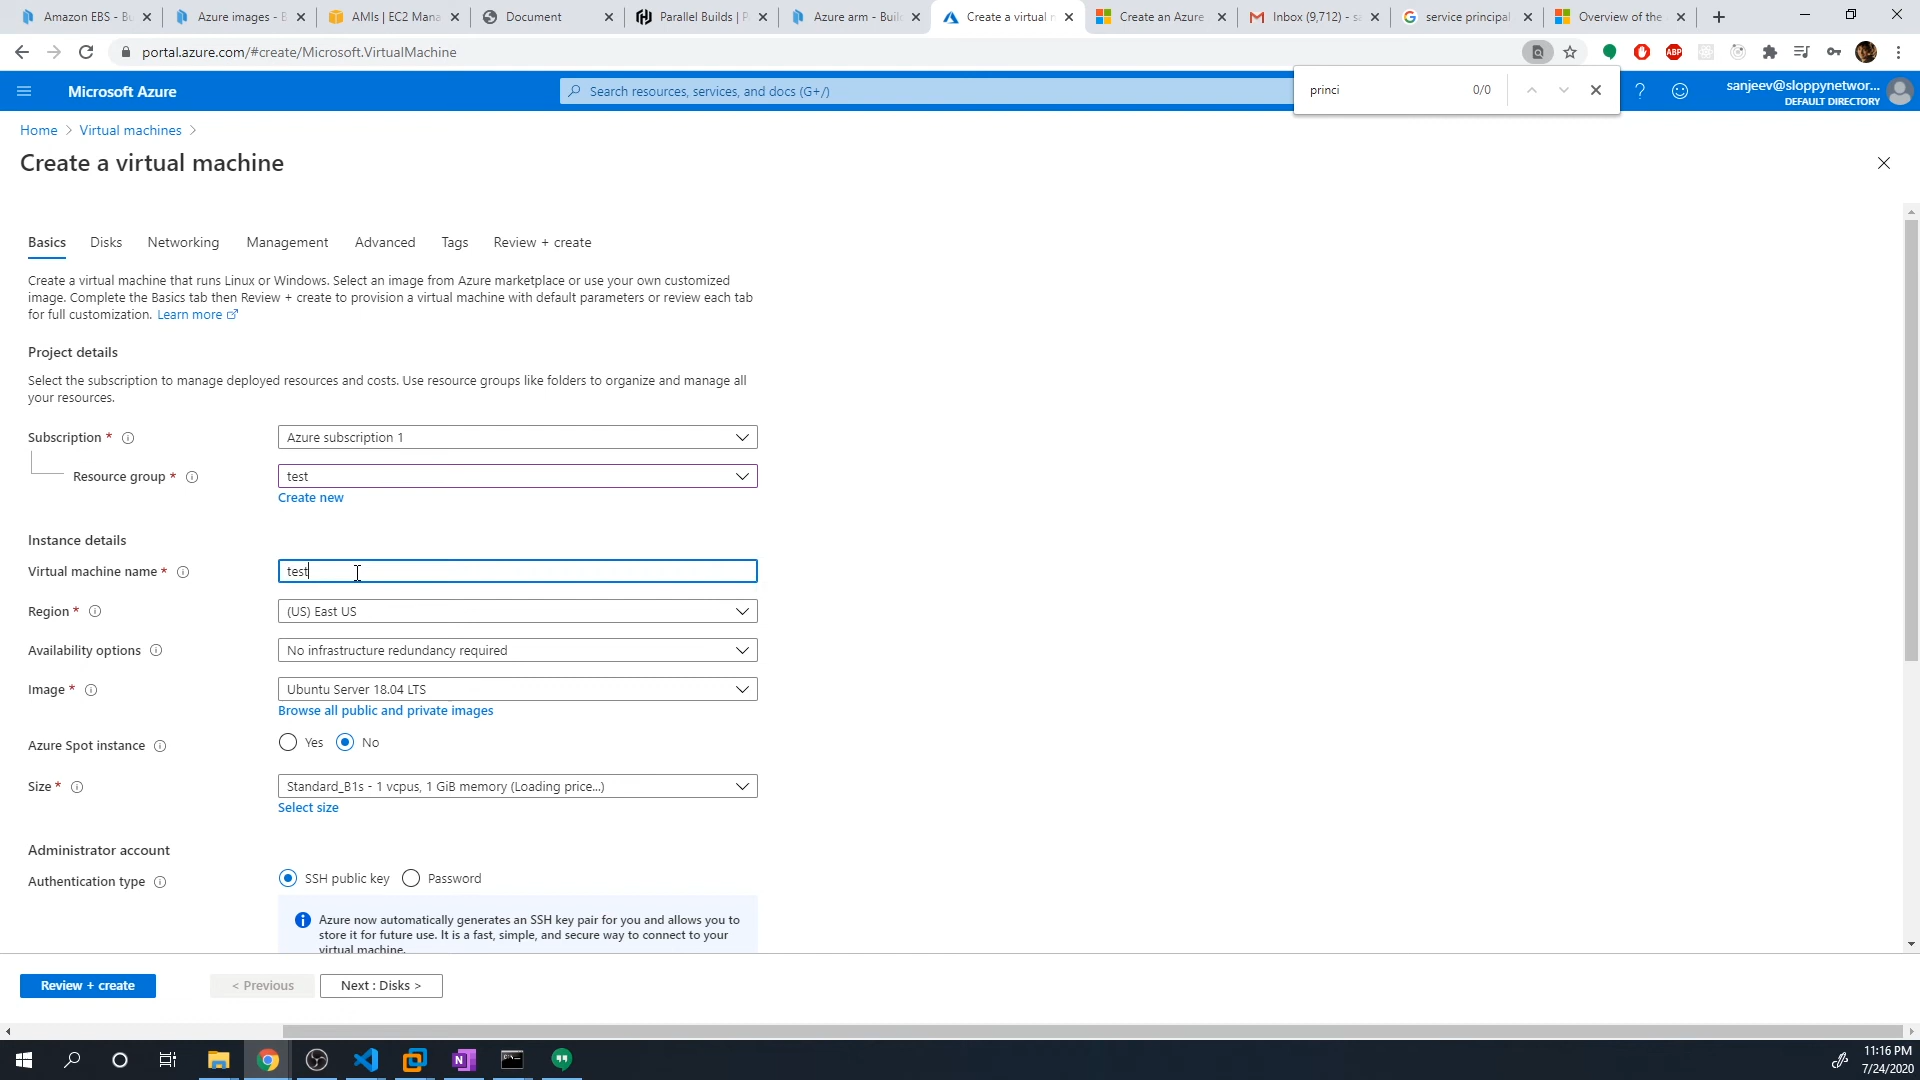 Amazon EBS - Bu
Azure images - B
AMIs | EC2 Mana
Document
Parallel Builds | P
Azure arm - Buil
Create a virtual m
Create an Azure
Inbox (9,712) - sa
service principal
Overview of the
portal.azure.com/#create/Microsoft.VirtualMachine
ABP
Microsoft Azure
Search resources, services, and docs (G+/)
princi
0/0
sanjeev@sloppynetwor...
DEFAULT DIRECTORY
Home > Virtual machines >
Create a virtual machine
Basics
Disks
Networking
Management
Advanced
Tags
Review + create
Create a virtual machine that runs Linux or Windows. Select an image from Azure marketplace or use your own customized
image. Complete the Basics tab then Review + create to provision a virtual machine with default parameters or review each tab
for full customization. Learn more
Project details
Select the subscription to manage deployed resources and costs. Use resource groups like folders to organize and manage all
your resources.
Subscription *
Azure subscription 1
Resource group *
test
Create new
Instance details
Virtual machine name *
test
Region *
(US) East US
Availability options
No infrastructure redundancy required
Image *
Ubuntu Server 18.04 LTS
Browse all public and private images
Azure Spot instance
Yes
No
Size *
Standard_B1s - 1 vcpus, 1 GiB memory (Loading price...)
Select size
Administrator account
Authentication type
SSH public key
Password
Azure now automatically generates an SSH key pair for you and allows you to
store it for future use. It is a fast, simple, and secure way to connect to your
virtual machine.
Review + create
< Previous
Next : Disks >
11:16 PM
7/24/2020